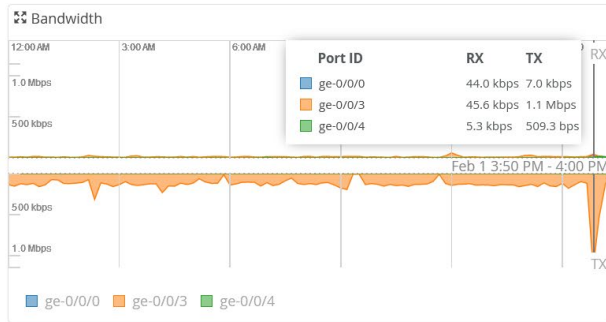 Bandwidth
12:00 AM 3:00 AM 6:00 AM
RX
Port ID RX TX
ge-0/0/0 44.0 kbps 7.0 kbps
ge-0/0/3 45.6 kbps 1.1 Mbps
ge-0/0/4 5.3 kbps 509.3 bps
1.0 Mbps
500 kbps
Feb 1 3:50 PM - 4:00 PM
500 kbps
1.0 Mbps
TX
ge-0/0/0 ge-0/0/3 ge-0/0/4